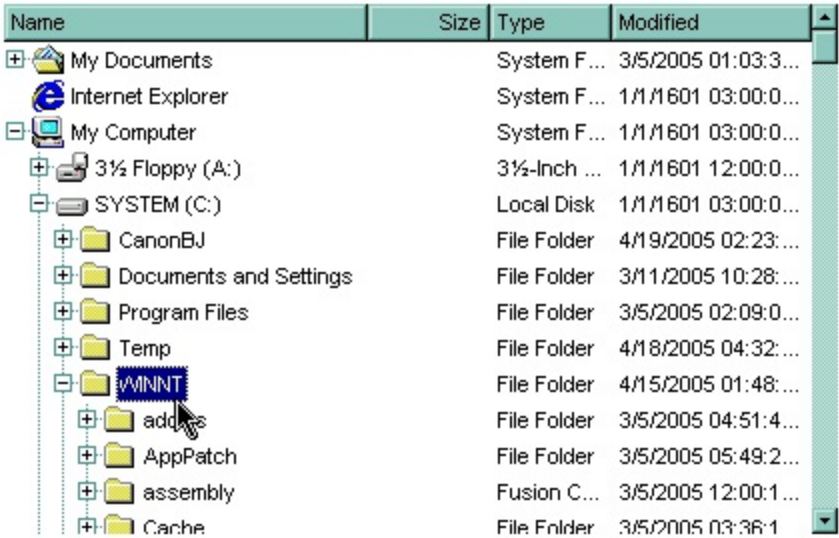 Name Size Type Modified
My Documents System F... 3/5/2005 01:03:3...
Internet Explorer System F... 1/1/1601 03:00:0...
My Computer System F... 1/1/1601 03:00:0...
3½ Floppy (A:) 3½-Inch ... 1/1/1601 12:00:0...
SYSTEM (C:) Local Disk 1/1/1601 03:00:0...
CanonBJ File Folder 4/19/2005 02:23:...
Documents and Settings File Folder 3/11/2005 10:28:...
Program Files File Folder 3/5/2005 02:09:0...
Temp File Folder 4/18/2005 04:32:...
WINNT File Folder 4/15/2005 01:48:...
File Folder 3/5/2005 04:51:4...
AppPatch File Folder 3/5/2005 05:49:2...
assembly Fusion C... 3/5/2005 12:00:1...
Cache File Folder 3/5/2005 03:36:1...